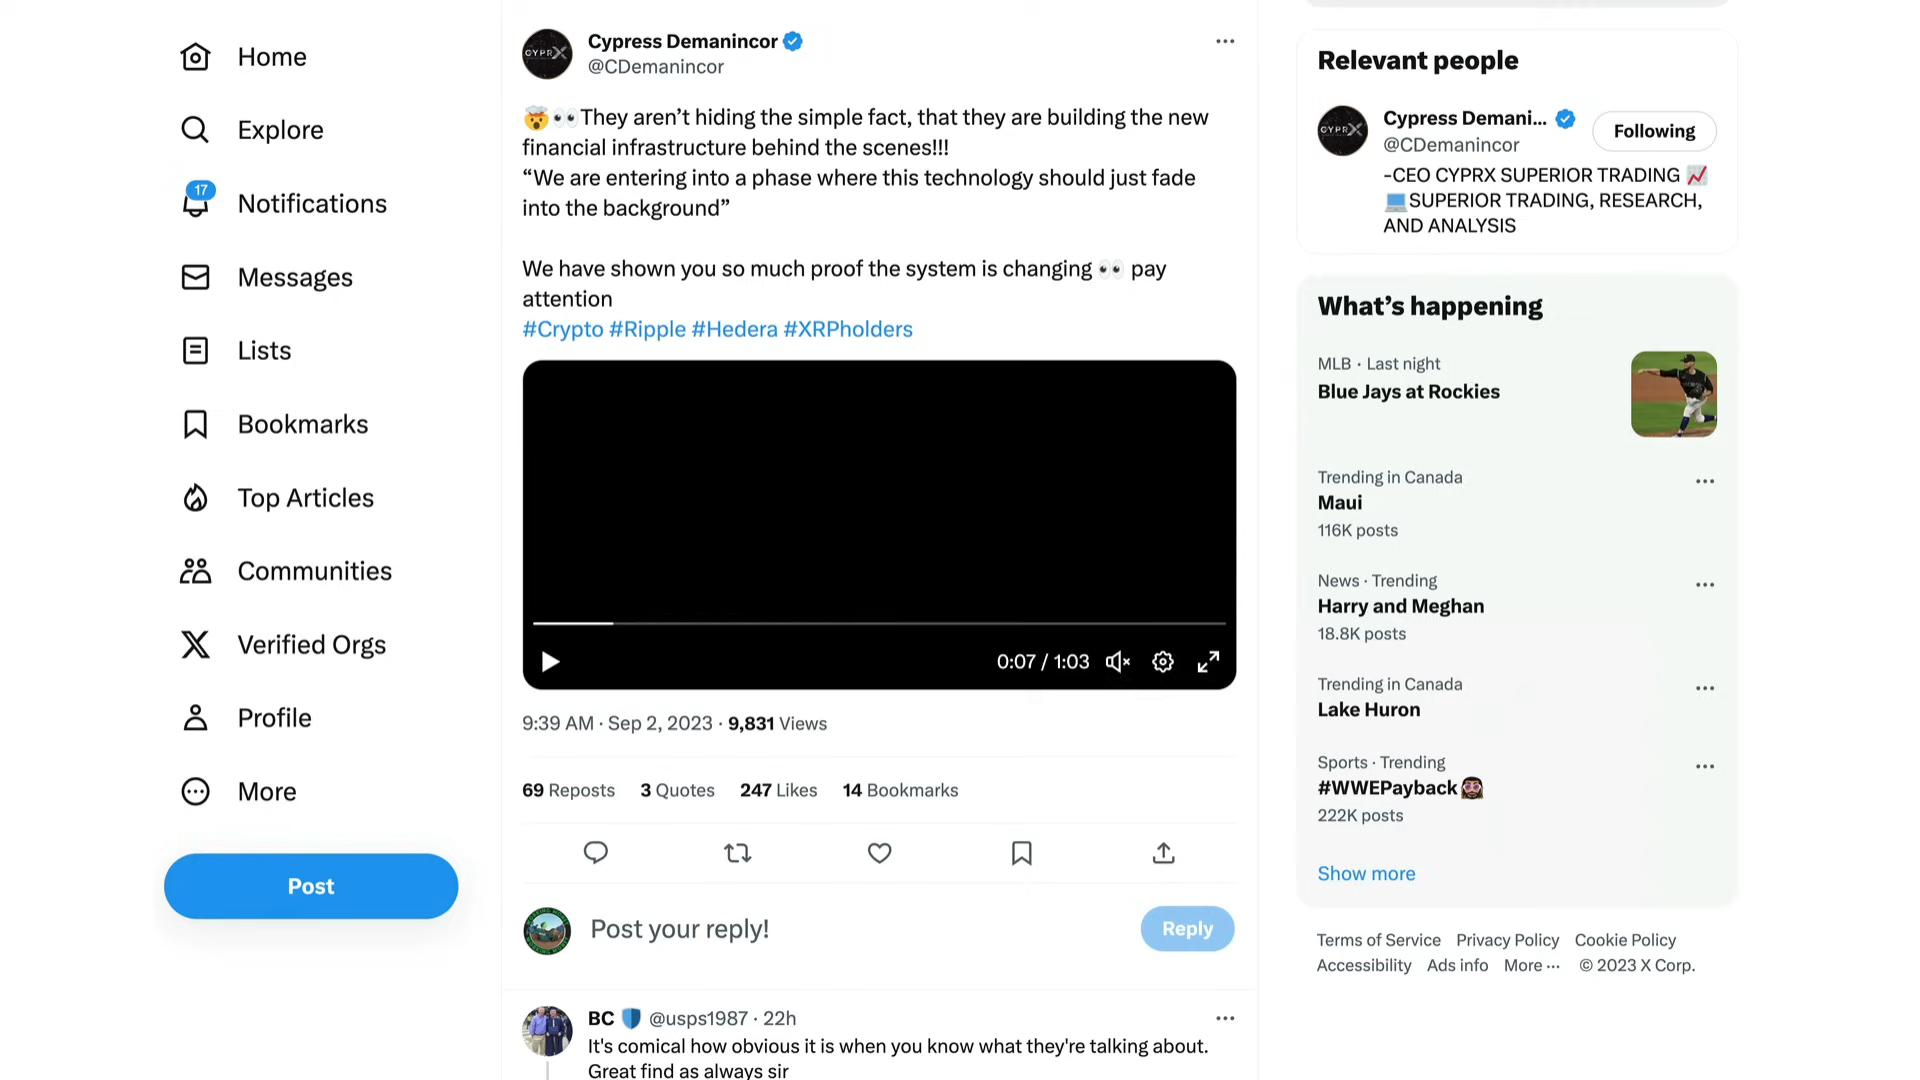 Home
Explore
17
Notifications
Messages
Lists
Bookmarks
Top Articles
Communities
Verified Orgs
Profile
More
Post
CYPRX
Cypress Demanincor
@CDemanincor
🤯👀They aren’t hiding the simple fact, that they are building the new
financial infrastructure behind the scenes!!!
“We are entering into a phase where this technology should just fade
into the background”
We have shown you so much proof the system is changing 👀 pay
attention
#Crypto #Ripple #Hedera #XRPholders
0:07 / 1:03
9:39 AM · Sep 2, 2023 · 9,831 Views
69 Reposts 3 Quotes 247 Likes 14 Bookmarks
Post your reply!
Reply
BC 🛡️ @usps1987 · 22h
It's comical how obvious it is when you know what they're talking about.
Great find as always sir
Relevant people
CYPRX
Cypress Demani...
Following
@CDemanincor
-CEO CYPRX SUPERIOR TRADING 📈
💻SUPERIOR TRADING, RESEARCH,
AND ANALYSIS
What’s happening
MLB · Last night
Blue Jays at Rockies
Trending in Canada
Maui
116K posts
News · Trending
Harry and Meghan
18.8K posts
Trending in Canada
Lake Huron
Sports · Trending
#WWEPayback
222K posts
Show more
Terms of Service Privacy Policy Cookie Policy
Accessibility Ads info More ··· © 2023 X Corp.